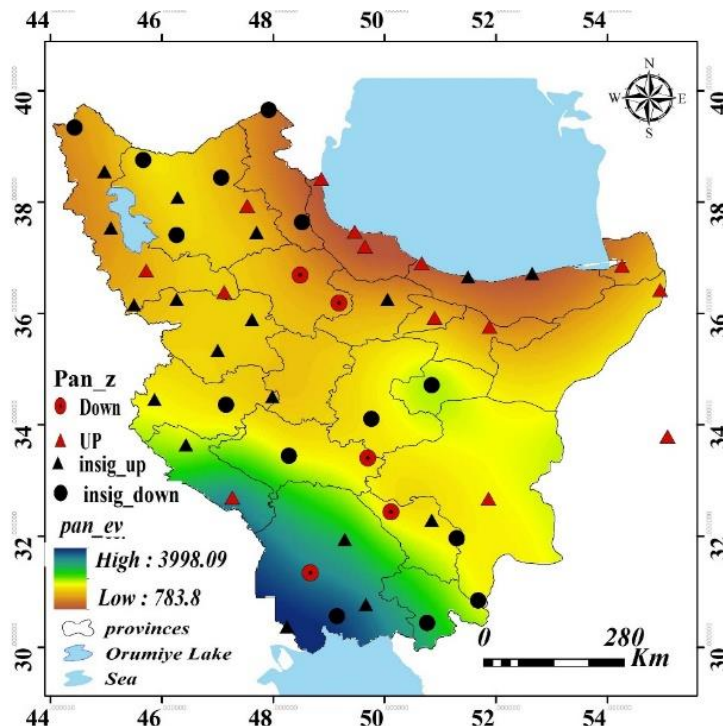 44 46 48 50 52 54
N
W E
S
40
40
38
38
36
36
34
34
32
32
30
30
Pan_z
Down
UP
insig_up
insig_down
pan_ev
High : 3998.09
Low : 783.8
provinces
Orumiye Lake
Sea
0 280
Km
44 46 48 50 52 54